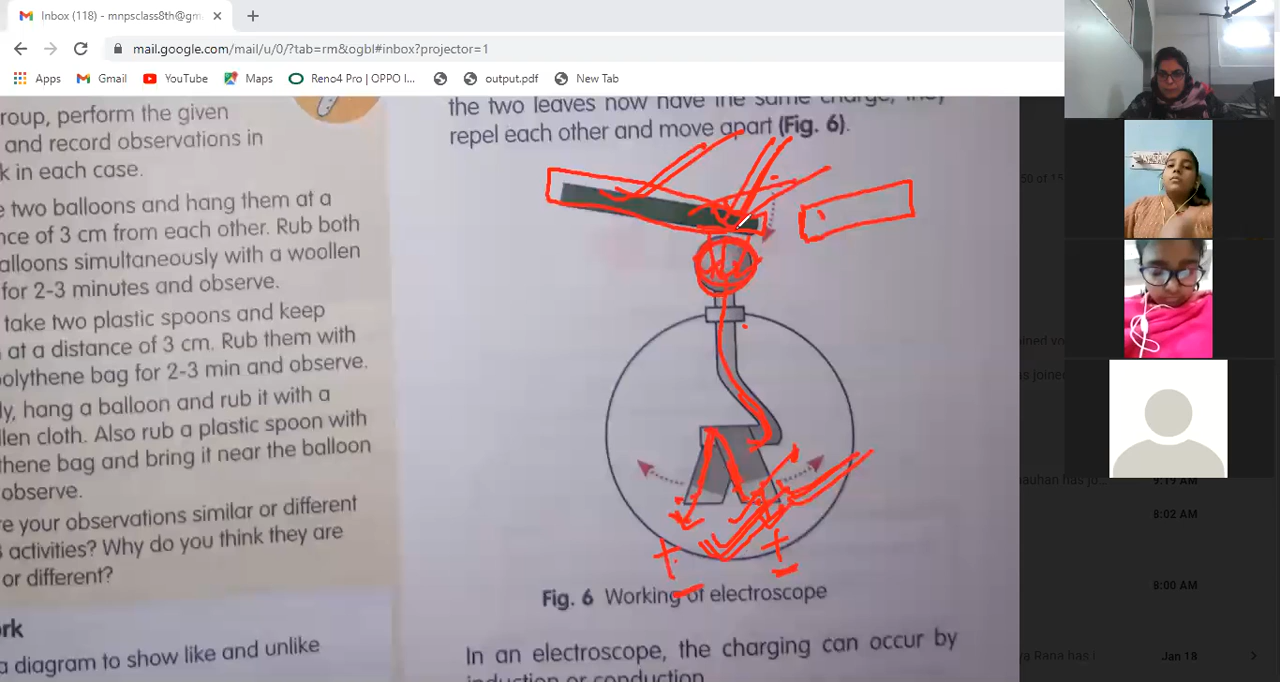 Inbox (118) - mnpsclass8th@gm
mail.google.com/mail/u/0/?tab=rm&ogbl#inbox?projector=1
Apps
Gmail
YouTube
Maps
Reno4 Pro | OPPO I...
output.pdf
New Tab
roup, perform the given
and record observations in
k in each case.
e two balloons and hang them at a
nce of 3 cm from each other. Rub both
alloons simultaneously with a woollen
for 2-3 minutes and observe.
take two plastic spoons and keep
at a distance of 3 cm. Rub them with
polythene bag for 2-3 min and observe.
ly, hang a balloon and rub it with a
llen cloth. Also rub a plastic spoon with
thene bag and bring it near the balloon
observe.
re your observations similar or different
activities? Why do you think they are
or different?
rk
a diagram to show like and unlike
the two leaves now have the same charge, they
repel each other and move apart (Fig. 6).
+ +
- -
Fig. 6 Working of electroscope
In an electroscope, the charging can occur by
induction or conduction
50 of 15
9:19 AM
8:02 AM
8:00 AM
Jan 18